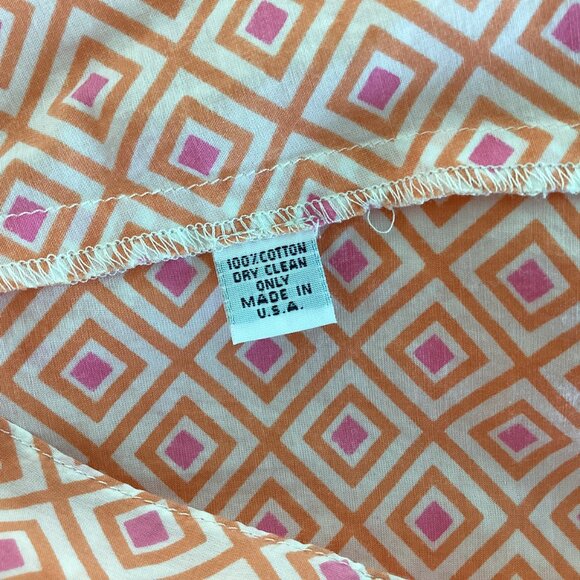 100% COTTON
DRY CLEAN
ONLY
MADE IN
U.S.A.